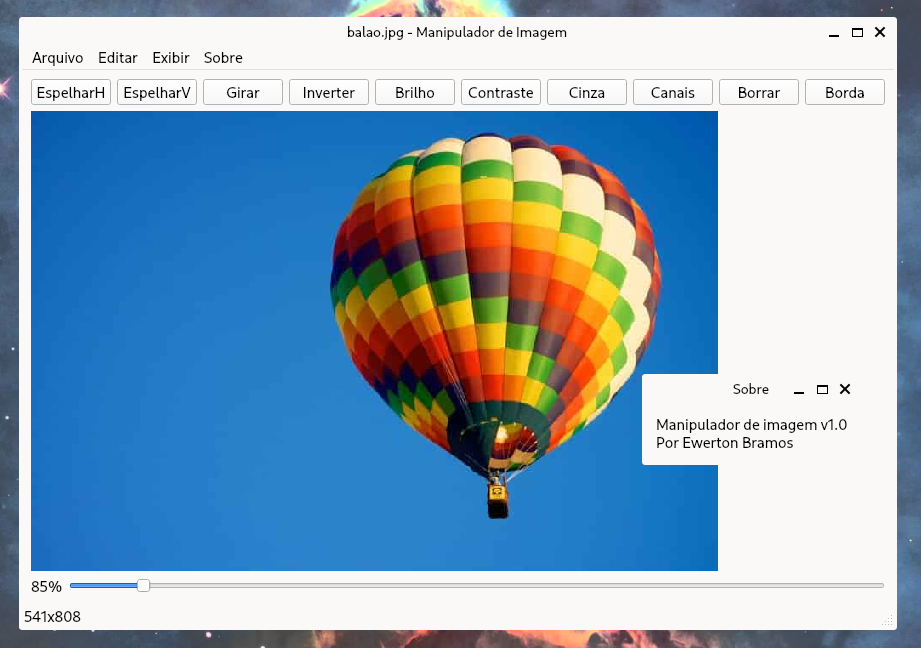 balao.jpg - Manipulador de Imagem
Arquivo Editar Exibir Sobre
EspelharH EspelharV Girar Inverter Brilho Contraste Cinza Canais Borrar Borda
Sobre
Manipulador de imagem v1.0
Por Ewerton Bramos
85%
541x808